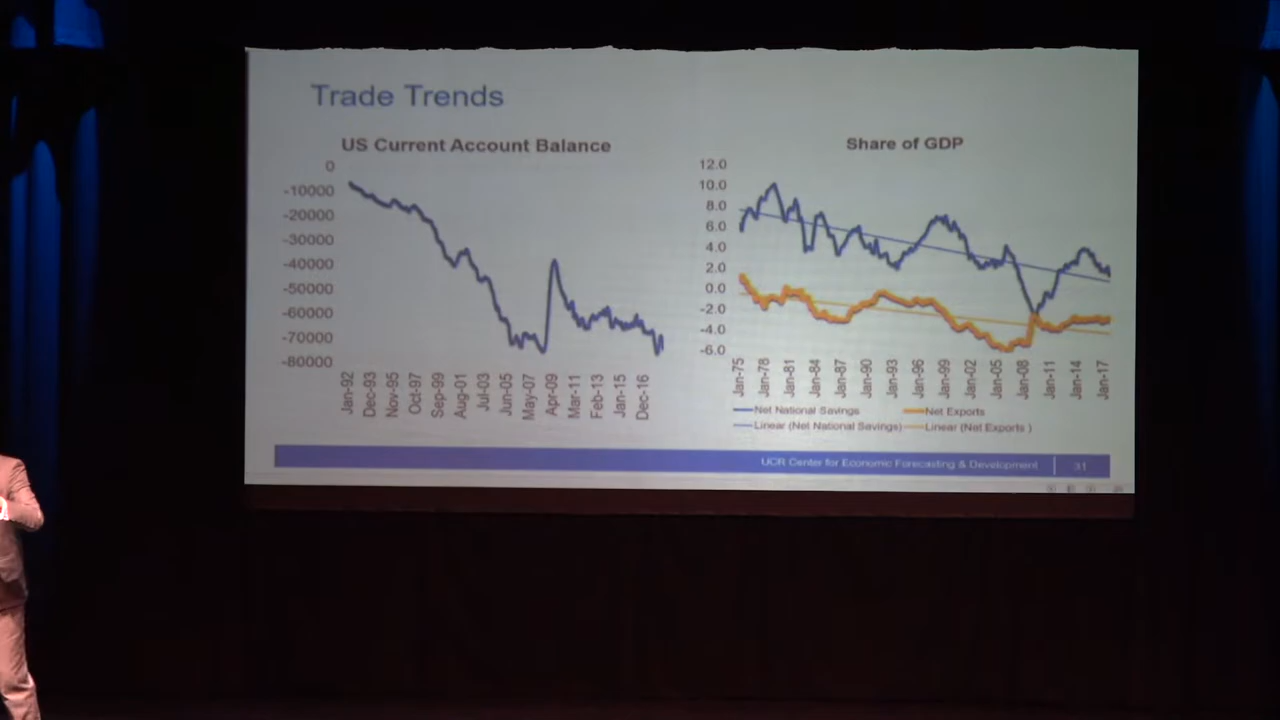 Trade Trends
US Current Account Balance
0
-10000
-20000
-30000
-40000
-50000
-60000
-70000
-80000
Jan-92
Dec-93
Nov-95
Oct-97
Sep-99
Aug-01
Jul-03
Jun-05
May-07
Apr-09
Mar-11
Feb-13
Jan-15
Dec-16
Share of GDP
12.0
10.0
8.0
6.0
4.0
2.0
0.0
-2.0
-4.0
-6.0
Jan-75
Jan-78
Jan-81
Jan-84
Jan-87
Jan-90
Jan-93
Jan-96
Jan-99
Jan-02
Jan-05
Jan-08
Jan-11
Jan-14
Jan-17
Net National Savings
Net Exports
Linear (Net National Savings)
Linear (Net Exports )
UCR Center for Economic Forecasting & Development
31